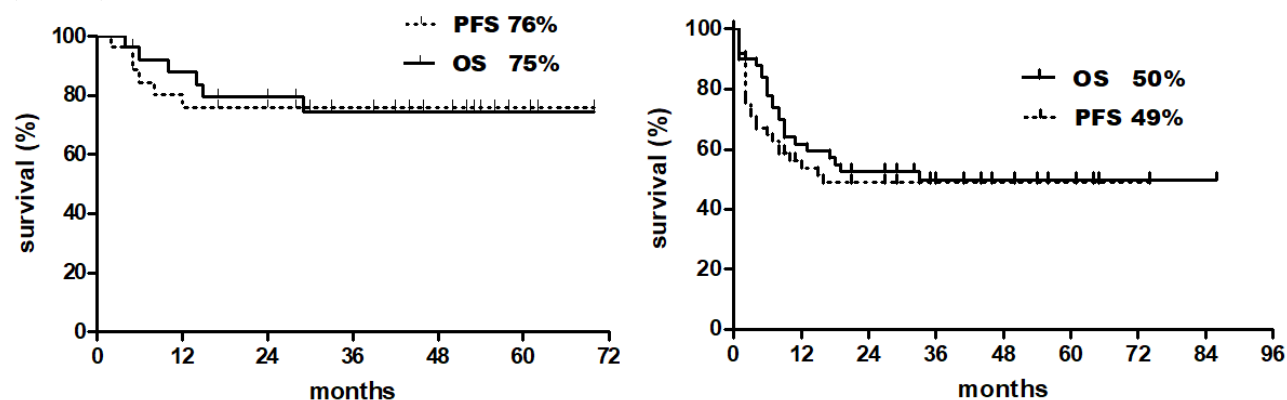 PFS 76%
OS 75%
survival (%)
100
80
60
40
20
0
0 12 24 36 48 60 72
months
OS 50%
PFS 49%
survival (%)
100
80
60
40
20
0
0 12 24 36 48 60 72 84 96
months